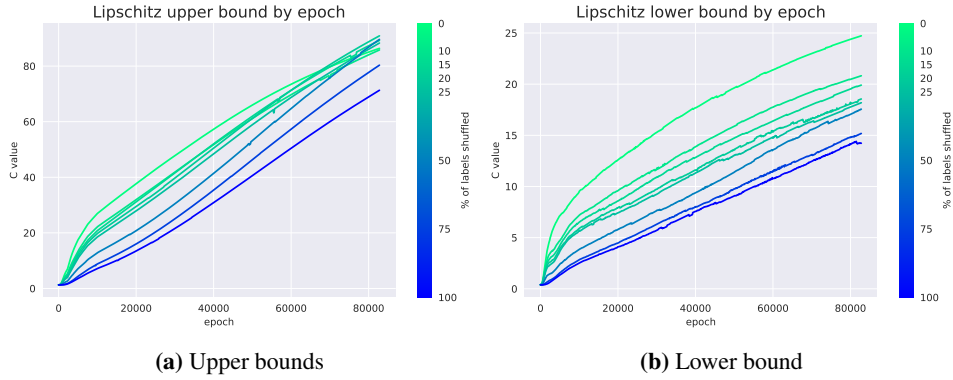 Lipschitz upper bound by epoch
C value
80
60
40
20
0
0 20000 40000 60000 80000
epoch
0
10
15
20
25
50
75
100
% of labels shuffled
(a) Upper bounds
Lipschitz lower bound by epoch
C value
25
20
15
10
5
0
0 20000 40000 60000 80000
epoch
0
10
15
20
25
50
75
100
% of labels shuffled
(b) Lower bound